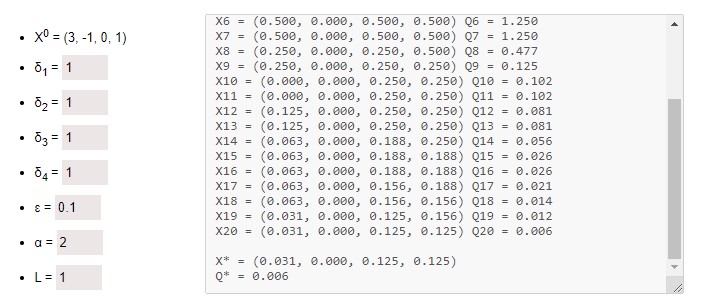 X⁰ = (3, -1, 0, 1)
δ₁ = 1
δ₂ = 1
δ₃ = 1
δ₄ = 1
ε = 0.1
α = 2
L = 1
X6 = (0.500, 0.000, 0.500, 0.500) Q6 = 1.250
X7 = (0.500, 0.000, 0.500, 0.500) Q7 = 1.250
X8 = (0.250, 0.000, 0.250, 0.500) Q8 = 0.477
X9 = (0.250, 0.000, 0.250, 0.250) Q9 = 0.125
X10 = (0.000, 0.000, 0.250, 0.250) Q10 = 0.102
X11 = (0.000, 0.000, 0.250, 0.250) Q11 = 0.102
X12 = (0.125, 0.000, 0.250, 0.250) Q12 = 0.081
X13 = (0.125, 0.000, 0.250, 0.250) Q13 = 0.081
X14 = (0.063, 0.000, 0.188, 0.250) Q14 = 0.056
X15 = (0.063, 0.000, 0.188, 0.188) Q15 = 0.026
X16 = (0.063, 0.000, 0.188, 0.188) Q16 = 0.026
X17 = (0.063, 0.000, 0.156, 0.188) Q17 = 0.021
X18 = (0.063, 0.000, 0.156, 0.156) Q18 = 0.014
X19 = (0.031, 0.000, 0.125, 0.156) Q19 = 0.012
X20 = (0.031, 0.000, 0.125, 0.125) Q20 = 0.006
X* = (0.031, 0.000, 0.125, 0.125)
Q* = 0.006